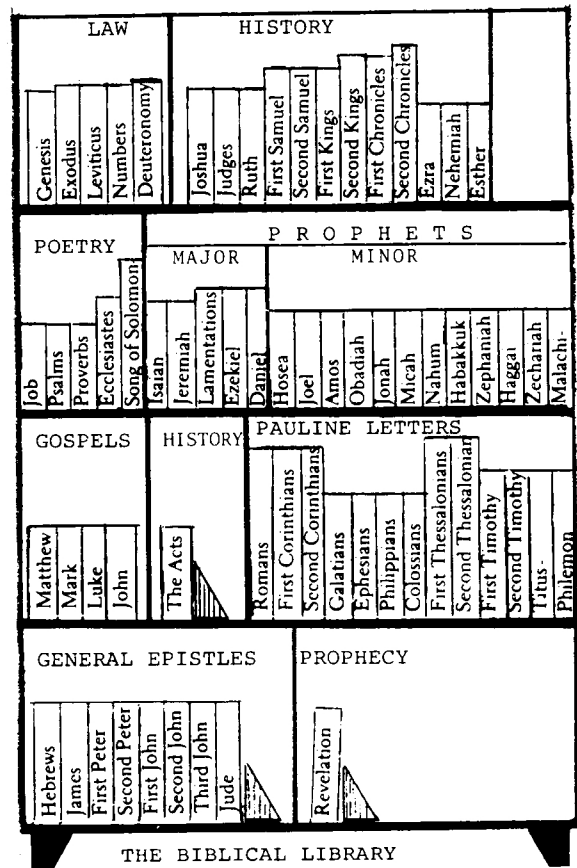 LAW
HISTORY
Genesis
Exodus
Leviticus
Numbers
Deuteronomy
Joshua
Judges
Ruth
First Samuel
Second Samuel
First Kings
Second Kings
First Chronicles
Second Chronicles
Ezra
Nehemiah
Esther
POETRY
PROPHETS
MAJOR
MINOR
Job
Psalms
Proverbs
Ecclesiastes
Song of Solomon
Isaiah
Jeremiah
Lamentations
Ezekiel
Daniel
Hosea
Joel
Amos
Obadiah
Jonah
Micah
Nahum
Habakkuk
Zephaniah
Haggai
Zechariah
Malachi
GOSPELS
HISTORY
PAULINE LETTERS
Matthew
Mark
Luke
John
The Acts
Romans
First Corinthians
Second Corinthians
Galatians
Ephesians
Philippians
Colossians
First Thessalonians
Second Thessalonian
First Timothy
Second Timothy
Titus
Philemon
GENERAL EPISTLES
PROPHECY
Hebrews
James
First Peter
Second Peter
First John
Second John
Third John
Jude
Revelation
THE BIBLICAL LIBRARY